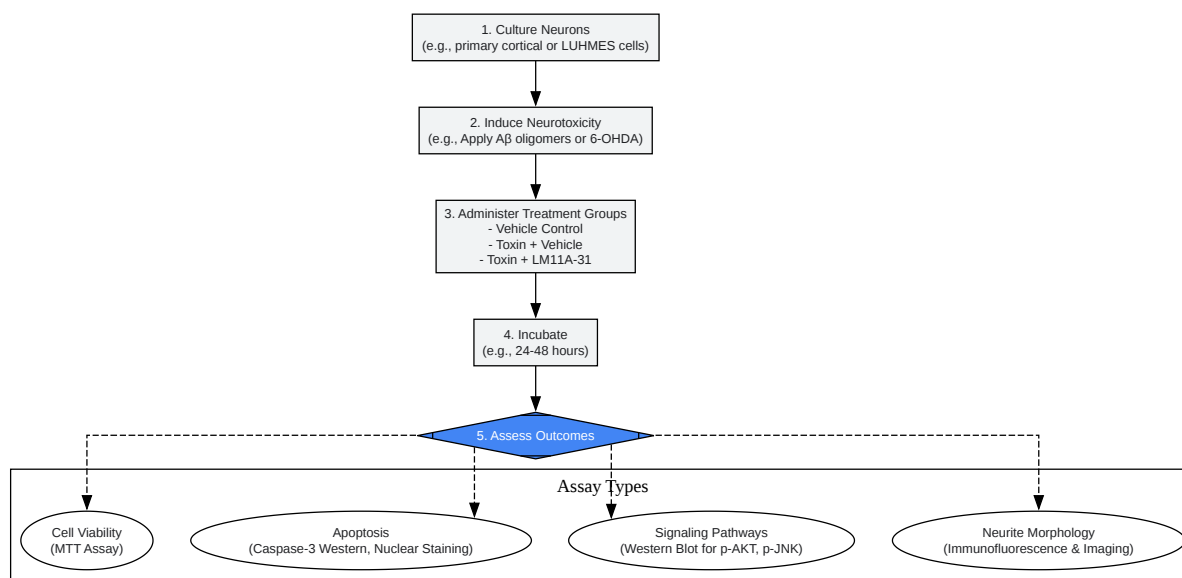 1. Culture Neurons
(e.g., primary cortical or LUHMES cells)
2. Induce Neurotoxicity
(e.g., Apply Aβ oligomers or 6-OHDA)
3. Administer Treatment Groups
- Vehicle Control
- Toxin + Vehicle
- Toxin + LM11A-31
4. Incubate
(e.g., 24-48 hours)
5. Assess Outcomes
Assay Types
Cell Viability
(MTT Assay)
Apoptosis
(Caspase-3 Western, Nuclear Staining)
Signaling Pathways
(Western Blot for p-AKT, p-JNK)
Neurite Morphology
(Immunofluorescence & Imaging)